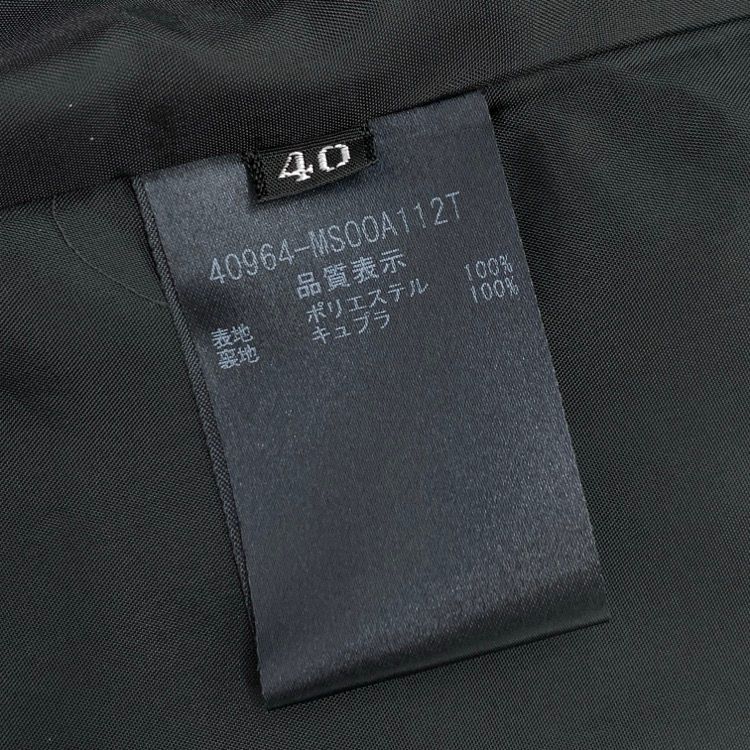 40
40964-MS00A112T
品質表示
表地 ポリエステル 100%
裏地 キュプラ 100%